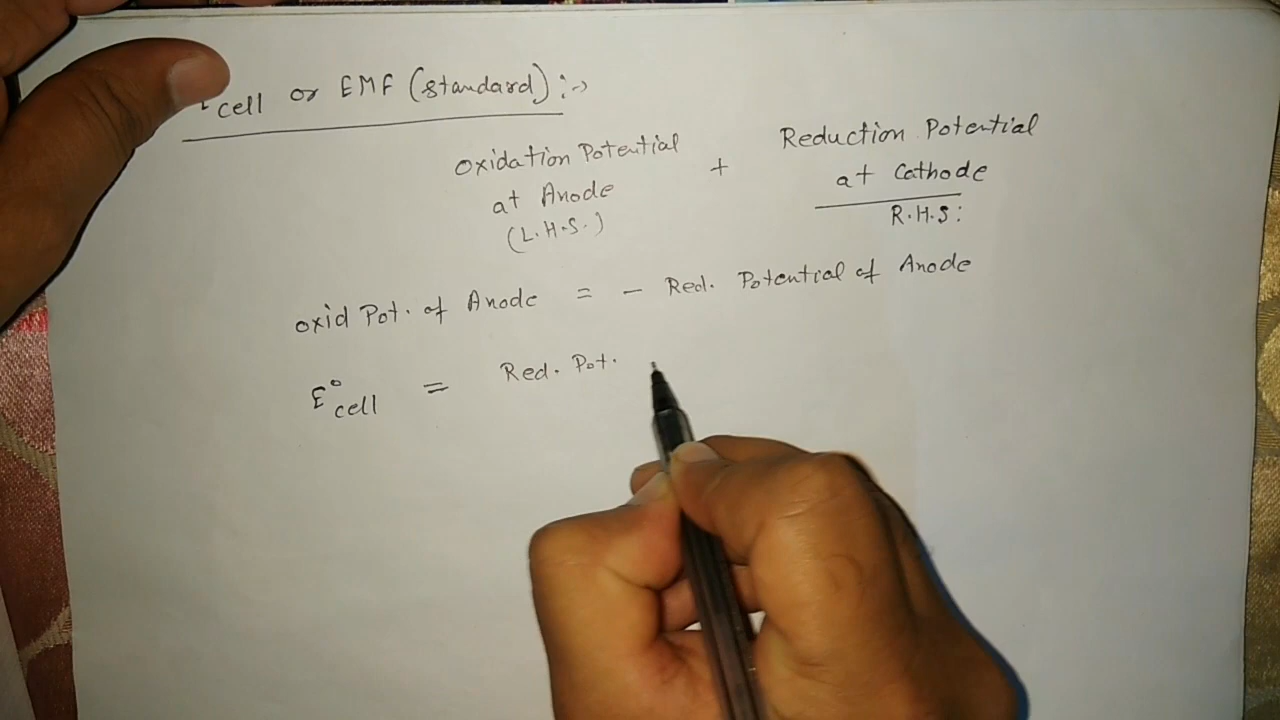 cell or EMF (standard) :→
Oxidation Potential + Reduction Potential
at Anode at Cathode
(L.H.S.) R.H.S:
Oxid Pot. of Anode = - Red. Potential of Anode
E°cell = Red. Pot.